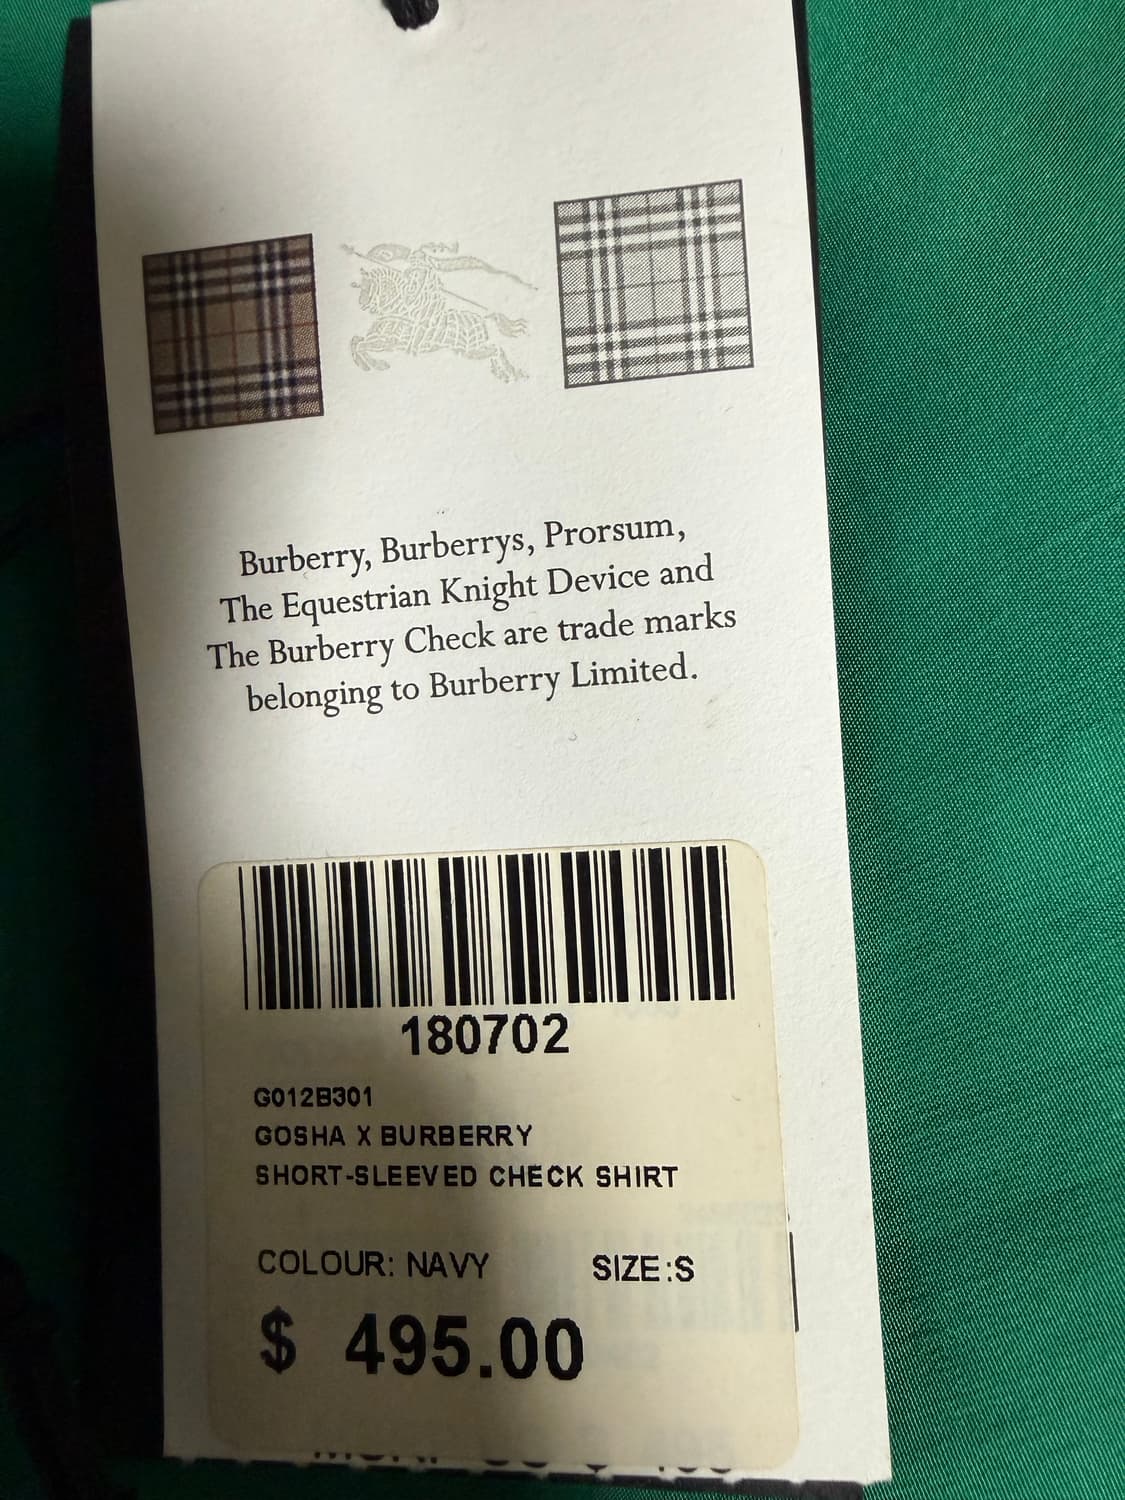 Burberry, Burberrys, Prorsum,
The Equestrian Knight Device and
The Burberry Check are trade marks
belonging to Burberry Limited.
180702
G012B301
GOSHA X BURBERRY
SHORT-SLEEVED CHECK SHIRT
COLOUR: NAVY SIZE:S
$ 495.00